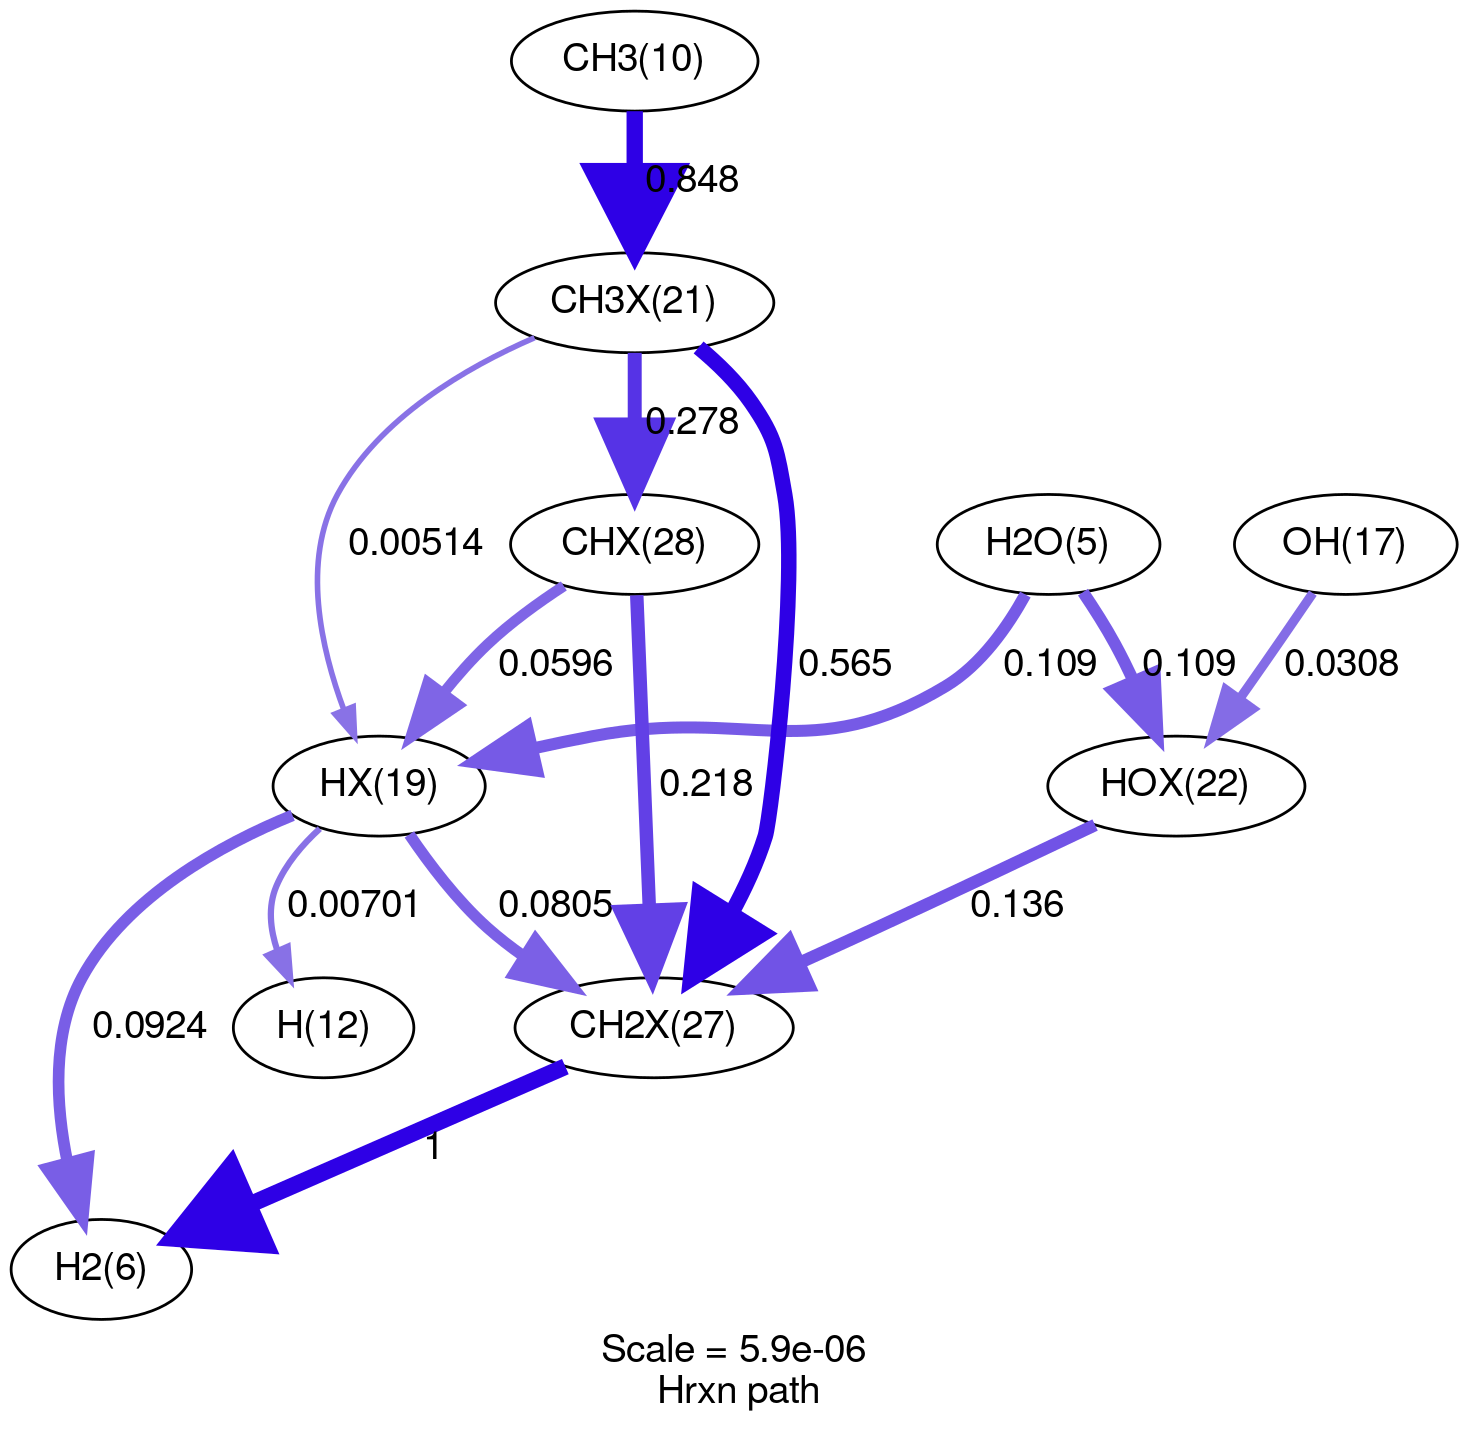 CH3(10)
0.848
CH3X(21)
0.278
0.00514
CHX(28)
H2O(5)
OH(17)
0.0596
0.565
0.109
0.109
0.0308
HX(19)
0.218
HOX(22)
0.00701
0.0805
0.136
0.0924
H(12)
CH2X(27)
1
H2(6)
Scale = 5.9e-06
Hrxn path